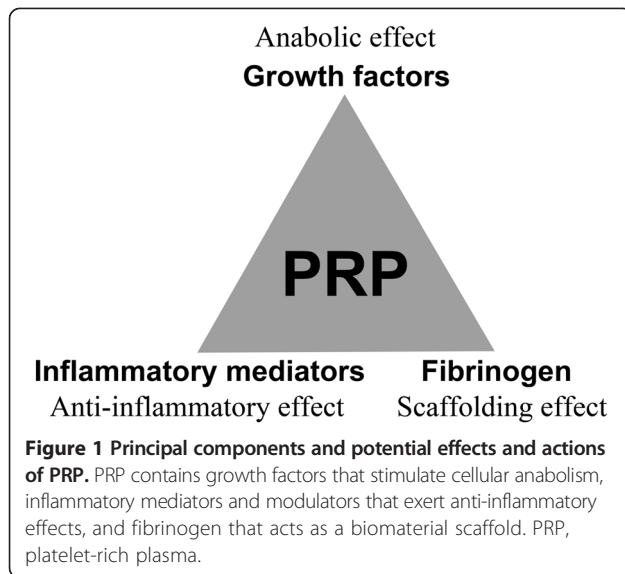 Anabolic effect
Growth factors
PRP
Inflammatory mediators Fibrinogen
Anti-inflammatory effect Scaffolding effect
Figure 1 Principal components and potential effects and actions
of PRP. PRP contains growth factors that stimulate cellular anabolism,
inflammatory mediators and modulators that exert anti-inflammatory
effects, and fibrinogen that acts as a biomaterial scaffold. PRP,
platelet-rich plasma.